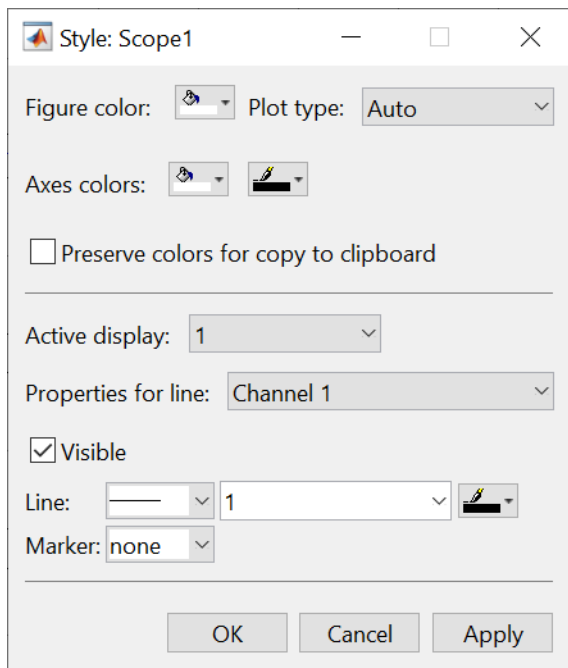 Style: Scope1
Figure color: Plot type: Auto
Axes colors:
Preserve colors for copy to clipboard
Active display: 1
Properties for line: Channel 1
Visible
Line: 1
Marker: none
OK Cancel Apply